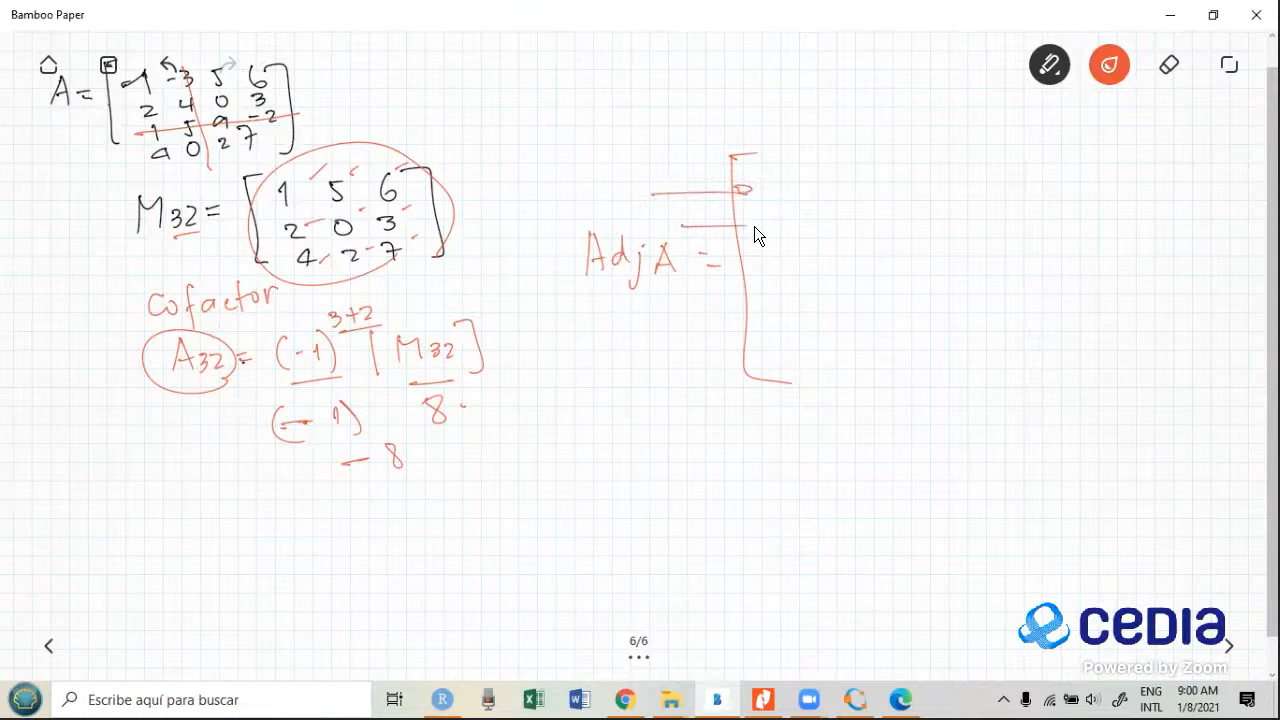 Bamboo Paper
A = [ 1 -3 5 6
2 4 0 3
1 5 9 -2
9 0 2 7 ]
M32 = [ 1 5 6
2 0 3
4 2 7 ]
Adj A = [
Cofactor
A32 = (-1) 3+2 [ M32 ]
(-1) 8
- 8
6/6
CEDIA
Powered by Zoom
Escribe aquí para buscar
ENG
INTL
9:00 AM
1/8/2021